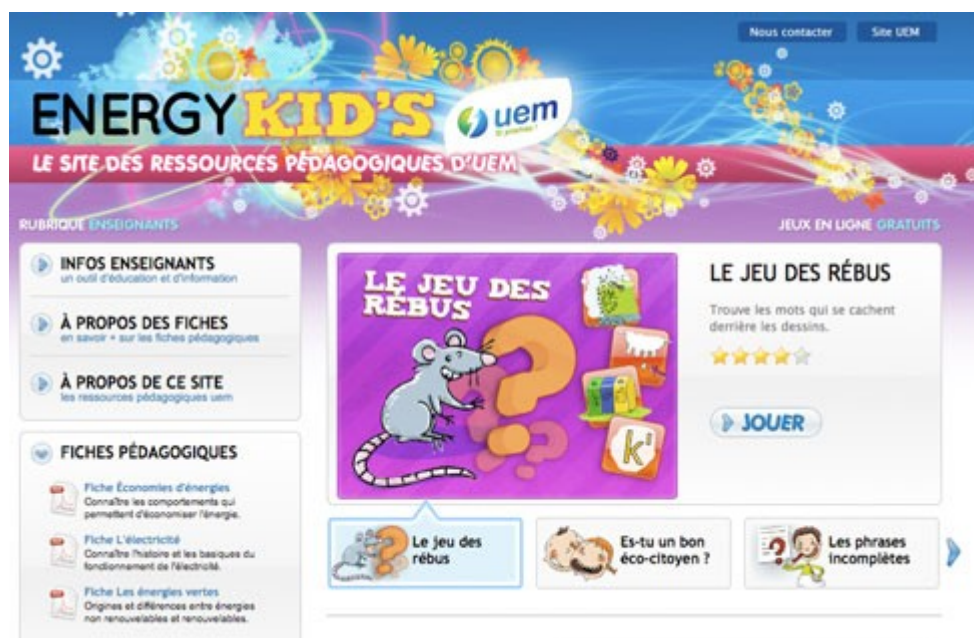 Nous contacter
Site UEM
ENERGY KID'S
uem
LE SITE DES RESSOURCES PÉDAGOGIQUES D'UEM
RUBRIQUE ENSEIGNANTS
JEUX EN LIGNE GRATUITS
INFOS ENSEIGNANTS
un outil d'éducation et d'information
À PROPOS DES FICHES
en savoir + sur les fiches pédagogiques
À PROPOS DE CE SITE
les ressources pédagogiques uem
FICHES PÉDAGOGIQUES
Fiche Économies d'énergies
Connaître les comportements qui
permettent d'économiser l'énergie.
Fiche L'électricité
Connaître l'histoire et les basiques du
fonctionnement de l'électricité.
Fiche Les énergies vertes
Origines et différences entre énergies
non renouvelables et renouvelables.
LE JEU DES
RÉBUS
k'
LE JEU DES RÉBUS
Trouve les mots qui se cachent
derrière les dessins.
JOUER
Le jeu des
rébus
Es-tu un bon
éco-citoyen ?
Les phrases
incomplètes